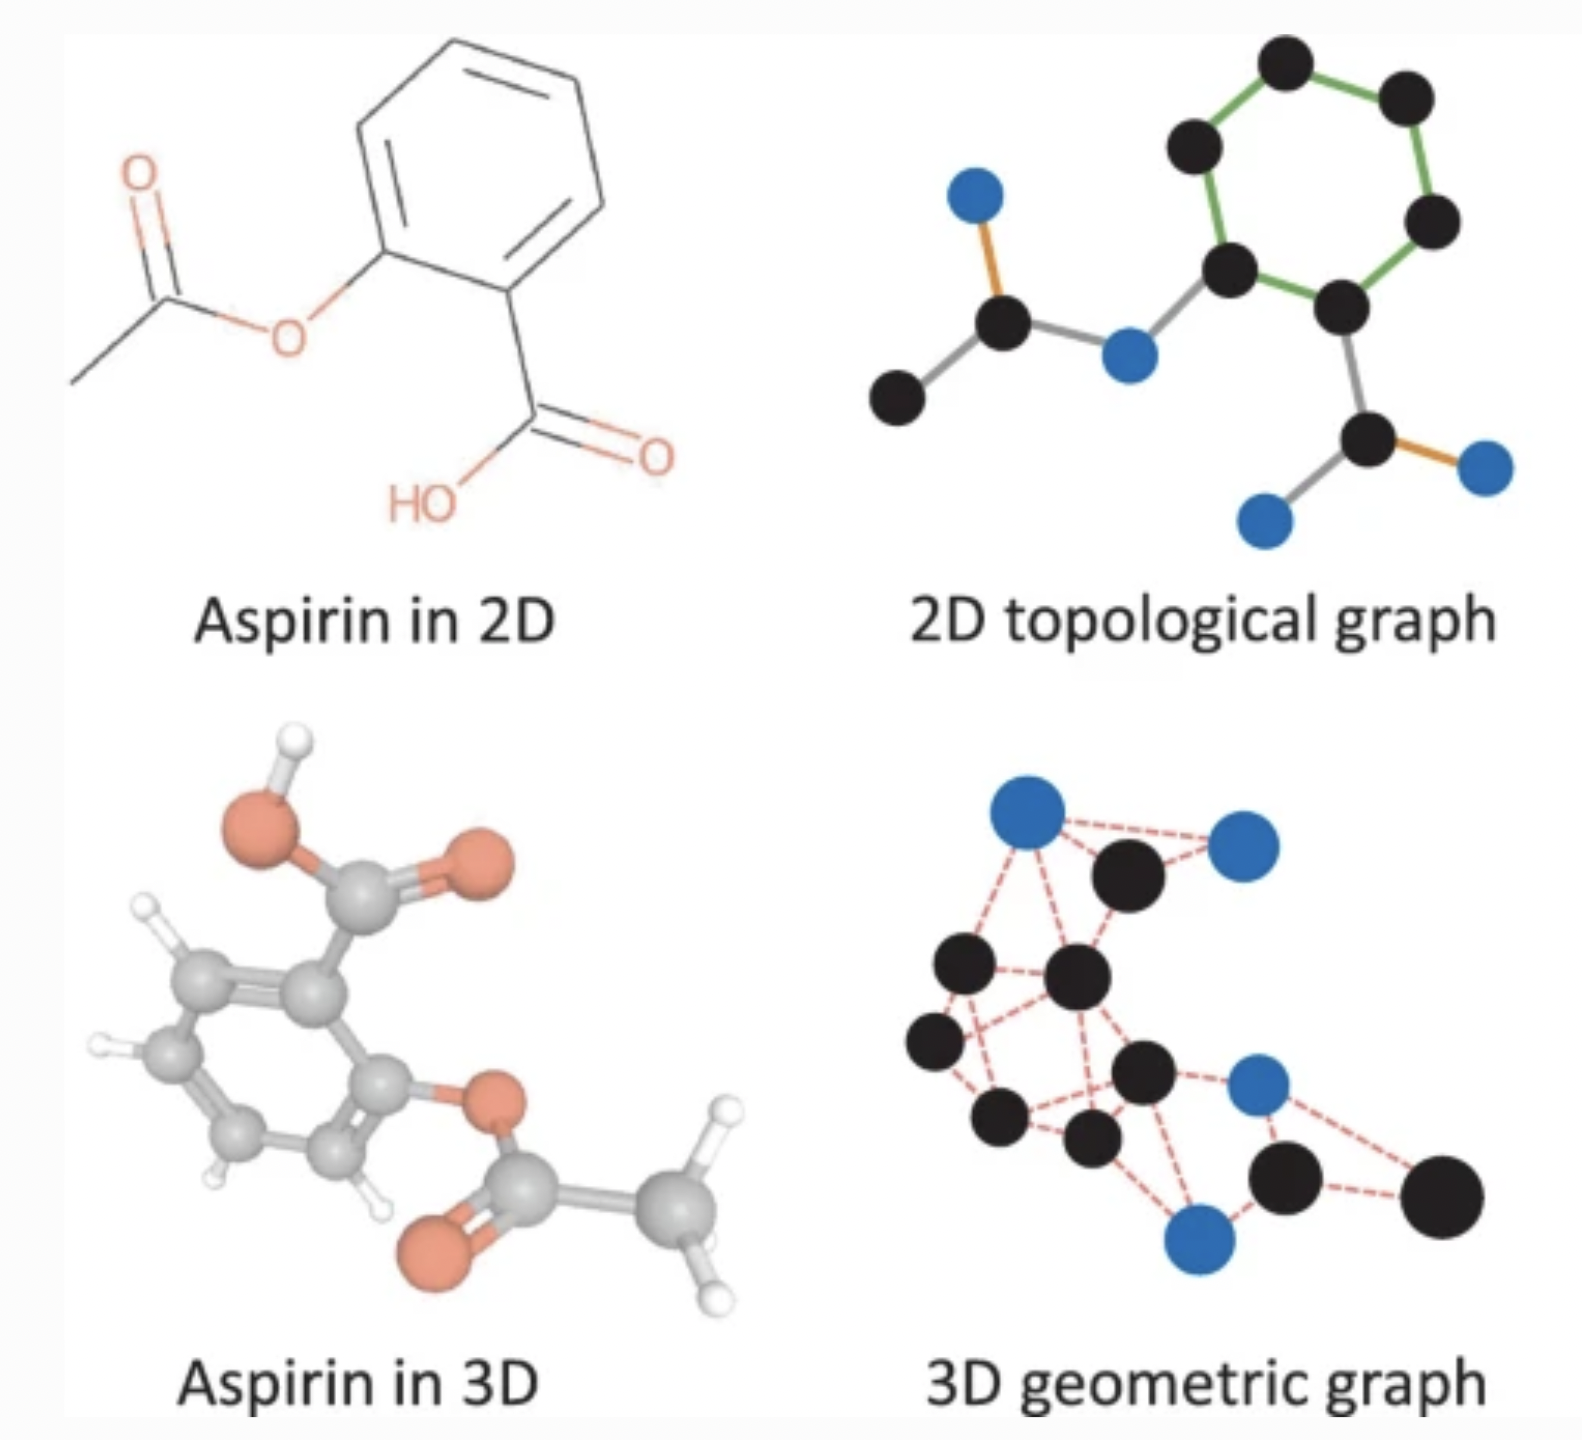 O
O
O
HO
Aspirin in 2D
2D topological graph
Aspirin in 3D
3D geometric graph